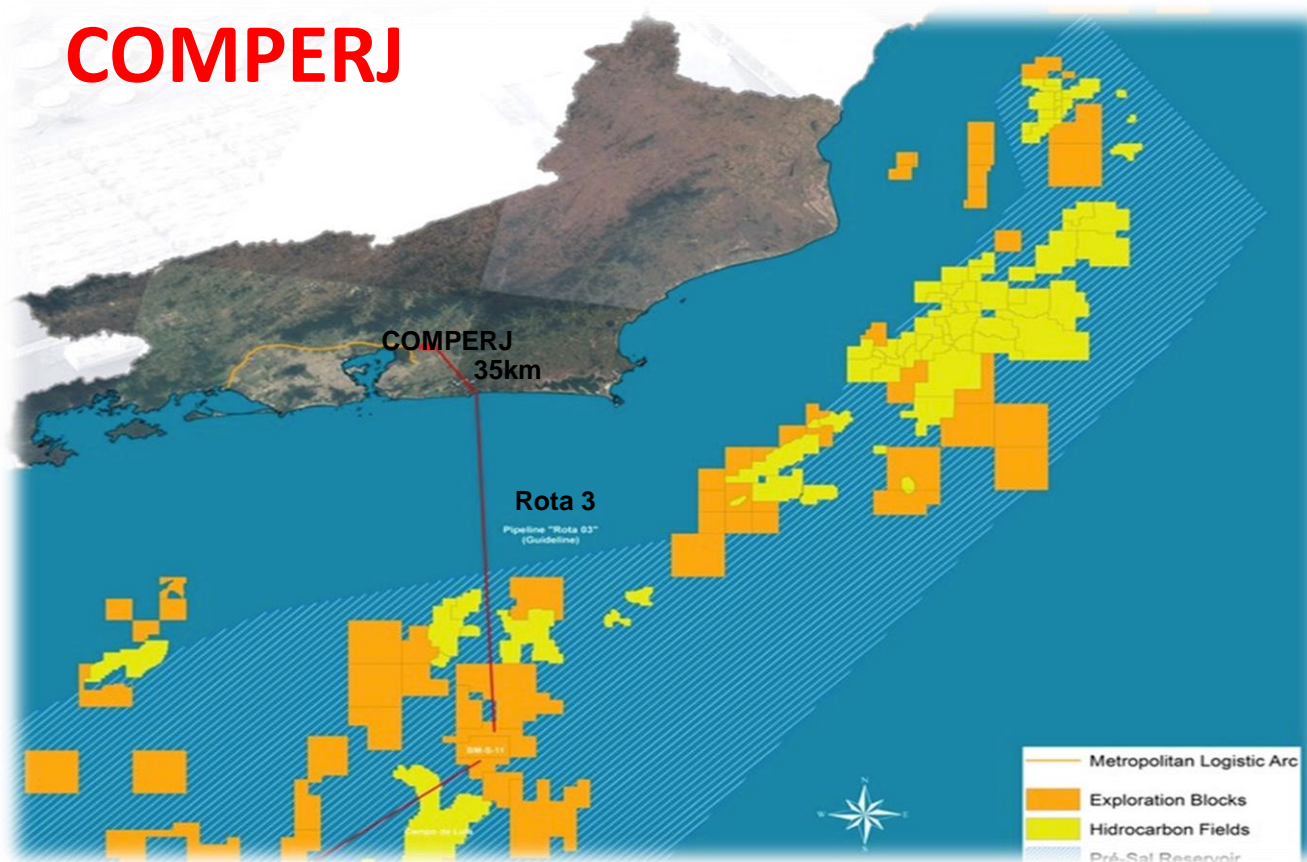 COMPERJ
COMPERJ
35km
Rota 3
Pipeline "Rota 03"
(Guideline)
BM-S-11
Campo de Lula
N
W
E
S
Metropolitan Logistic Arc
Exploration Blocks
Hidrocarbon Fields
Pré-Sal Reservoir